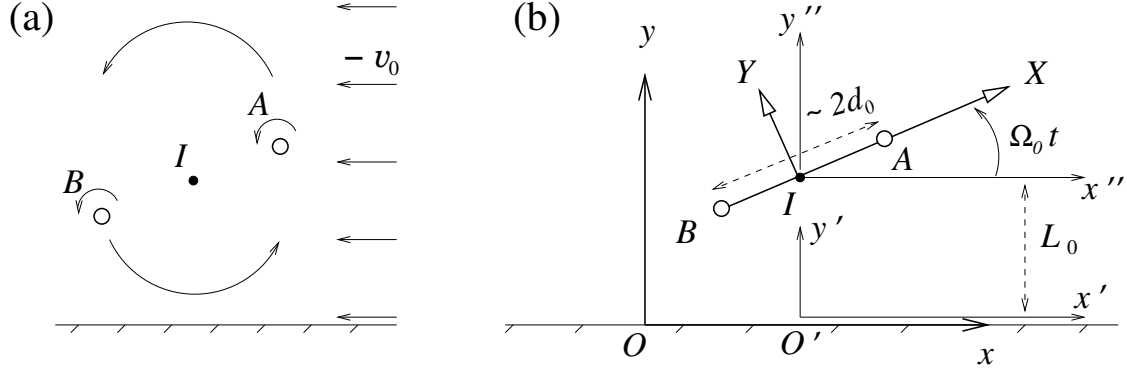 (a)
– v₀
A
I
B
(b)
y
y''
Y
X
~ 2d₀
A
Ω₀ t
I
x''
B
y'
L₀
x'
O
O'
x